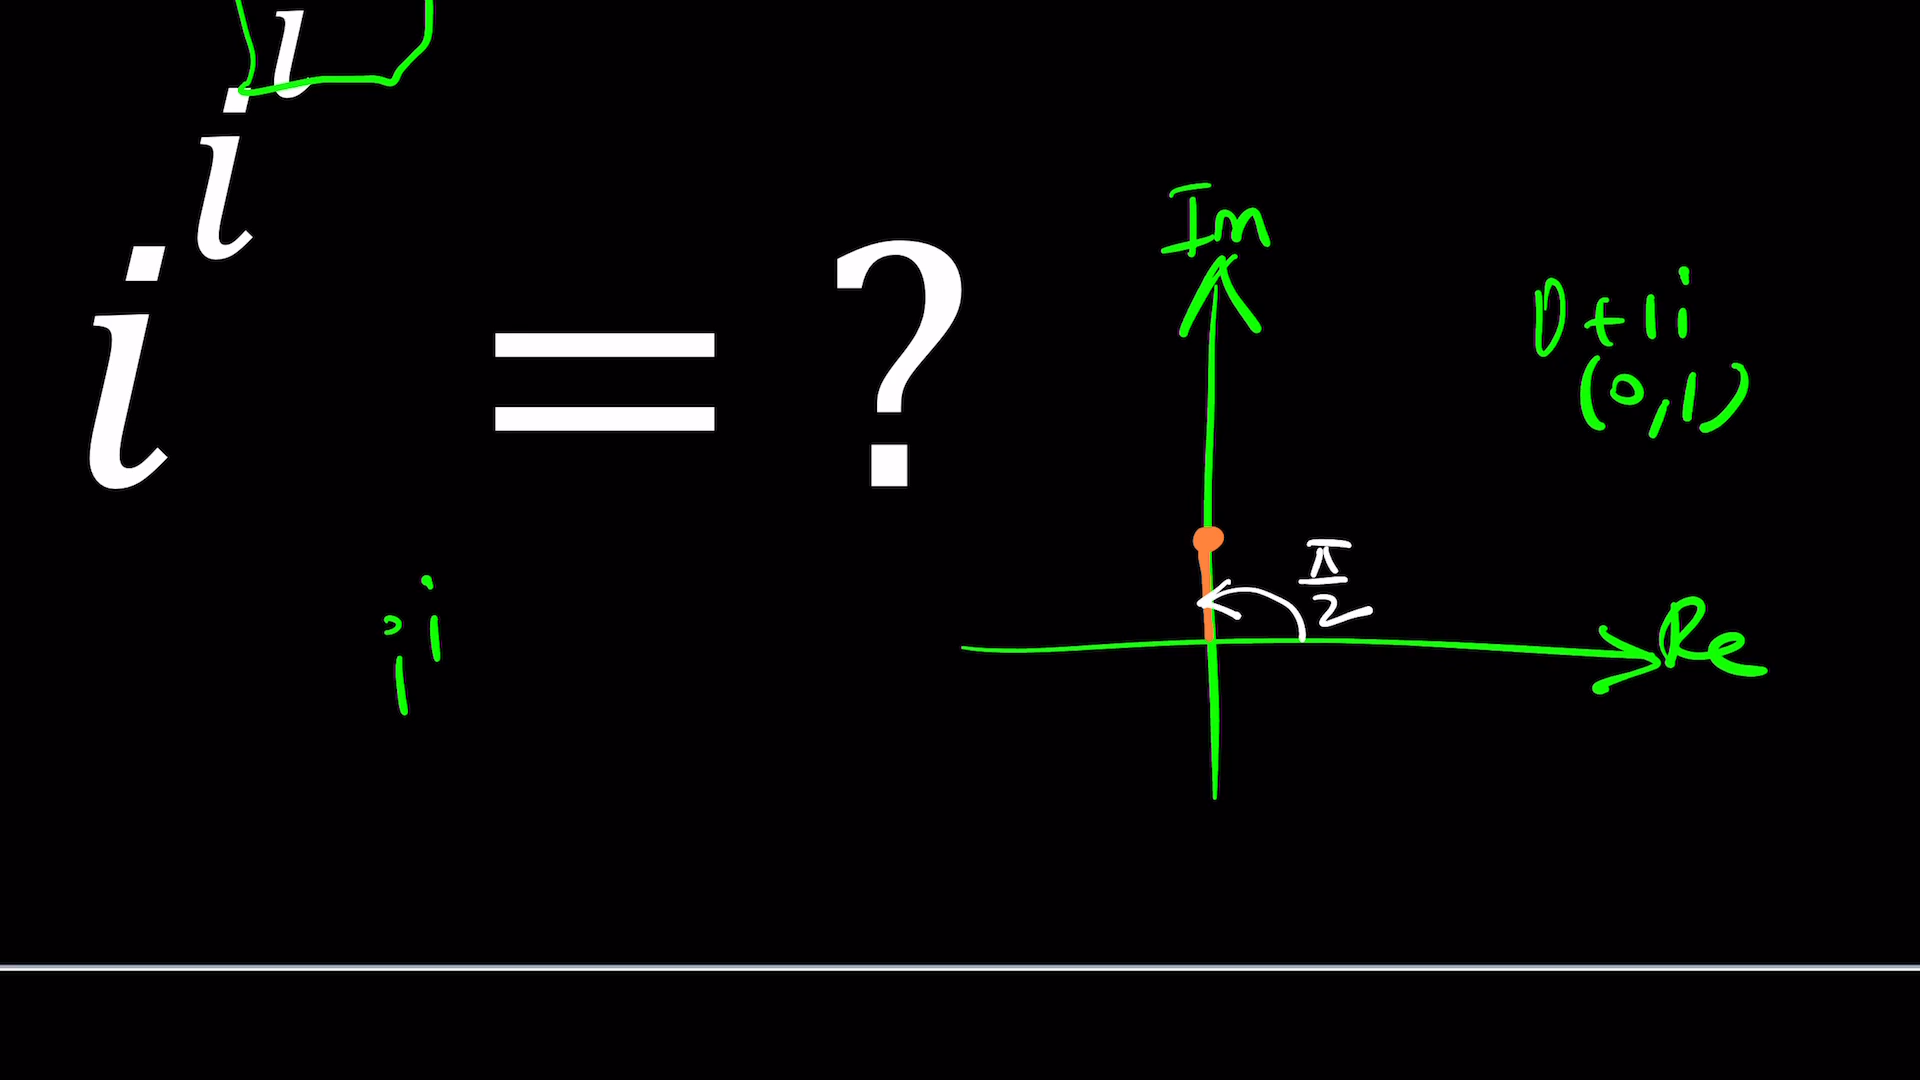 i^i^i = ?
Im
0 + 1i
(0,1)
π/2
i^i
Re